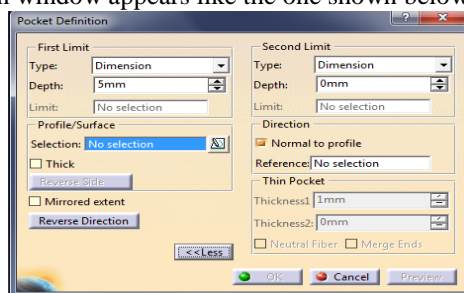 window appears like the one shown below
Pocket Definition
First Limit
Type: Dimension
Depth: 5mm
Limit: No selection
Profile/Surface
Selection: No selection
Thick
Reverse Side
Mirrored extent
Reverse Direction
<<Less
Second Limit
Type: Dimension
Depth: 0mm
Limit: No selection
Direction
Normal to profile
Reference: No selection
Thin Pocket
Thickness1 1mm
Thickness2: 0mm
Neutral Fiber Merge Ends
OK Cancel Preview